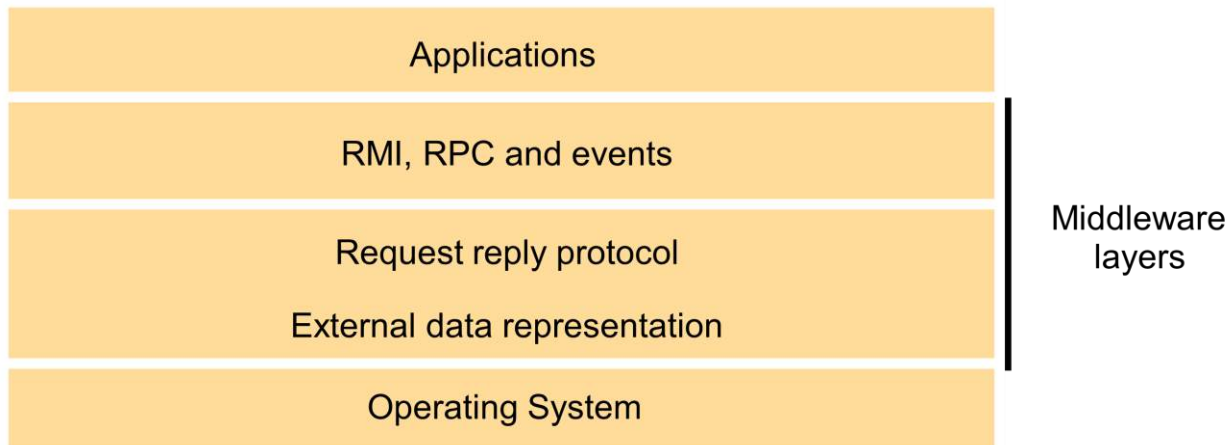 Applications
RMI, RPC and events
Middleware
layers
Request reply protocol
External data representation
Operating System